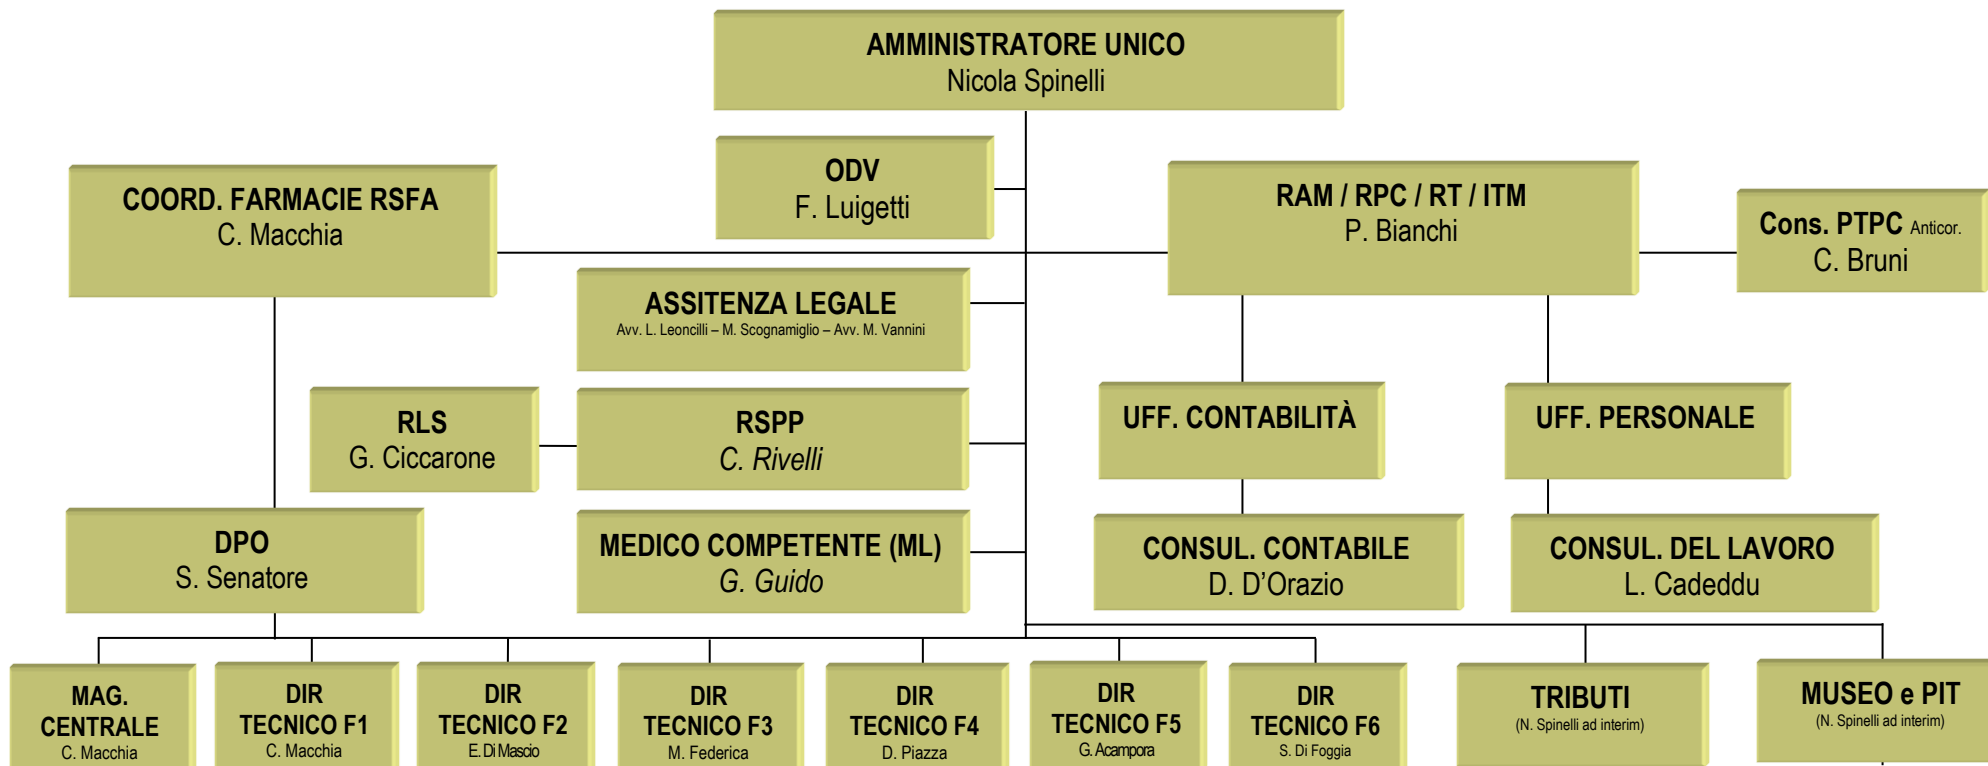 AMMINISTRATORE UNICO
Nicola Spinelli
ODV
F. Luigetti
COORD. FARMACIE RSFA
C. Macchia
RAM / RPC / RT / ITM
P. Bianchi
Cons. PTPC Anticor.
C. Bruni
ASSITENZA LEGALE
Avv. L. Leoncilli – M. Scognamiglio – Avv. M. Vannini
RLS
G. Ciccarone
RSPP
C. Rivelli
UFF. CONTABILITÀ
UFF. PERSONALE
DPO
S. Senatore
MEDICO COMPETENTE (ML)
G. Guido
CONSUL. CONTABILE
D. D’Orazio
CONSUL. DEL LAVORO
L. Cadeddu
MAG.
CENTRALE
C. Macchia
DIR
TECNICO F1
C. Macchia
DIR
TECNICO F2
E. Di Mascio
DIR
TECNICO F3
M. Federica
DIR
TECNICO F4
D. Piazza
DIR
TECNICO F5
G. Acampora
DIR
TECNICO F6
S. Di Foggia
TRIBUTI
(N. Spinelli ad interim)
MUSEO e PIT
(N. Spinelli ad interim)